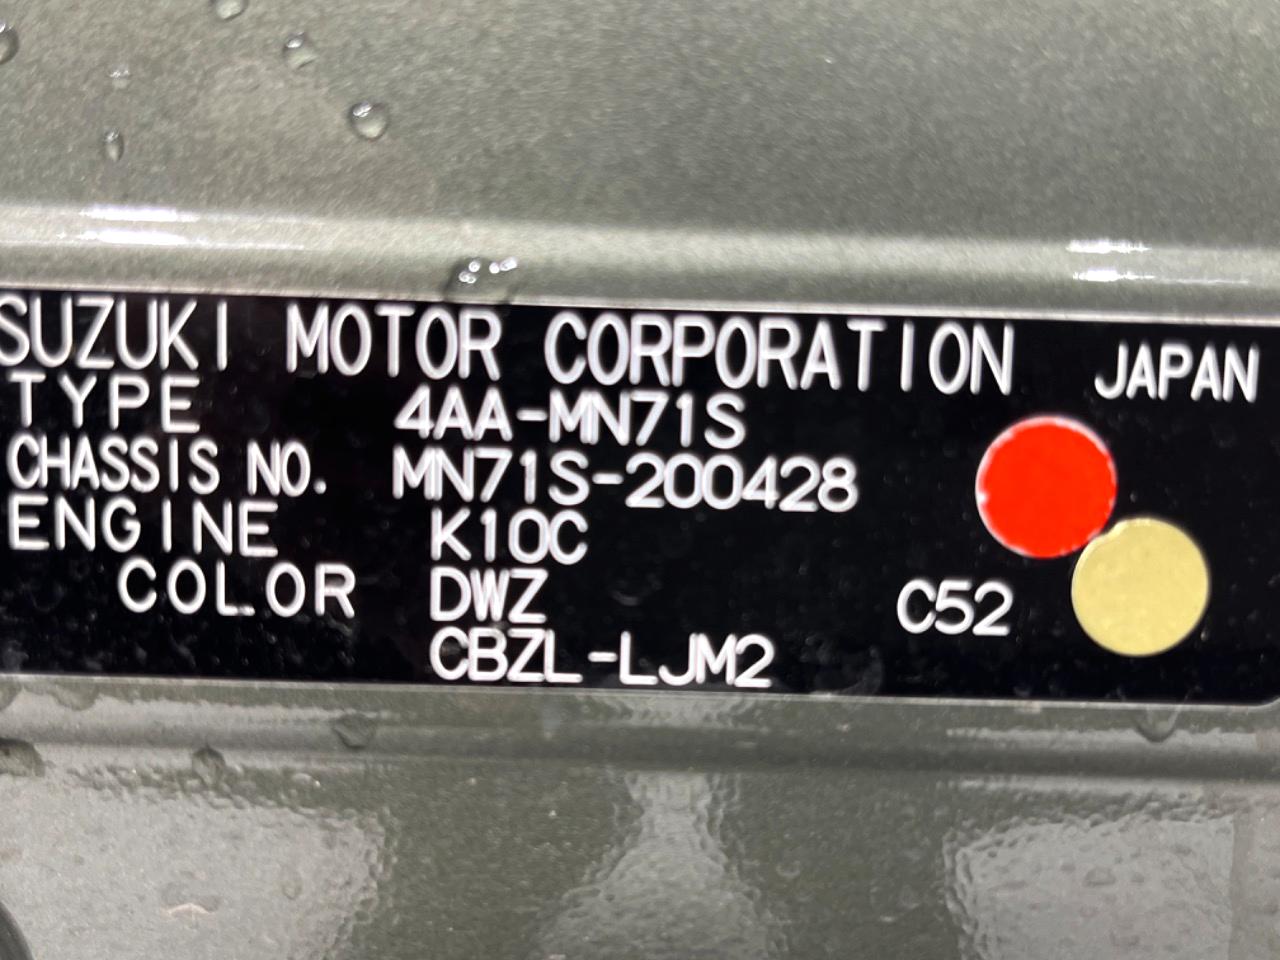 SUZUKI MOTOR CORPORATION JAPAN
TYPE 4AA-MN71S
CHASSIS NO. MN71S-200428
ENGINE K10C
COLOR DWZ C52
CBZL-LJM2